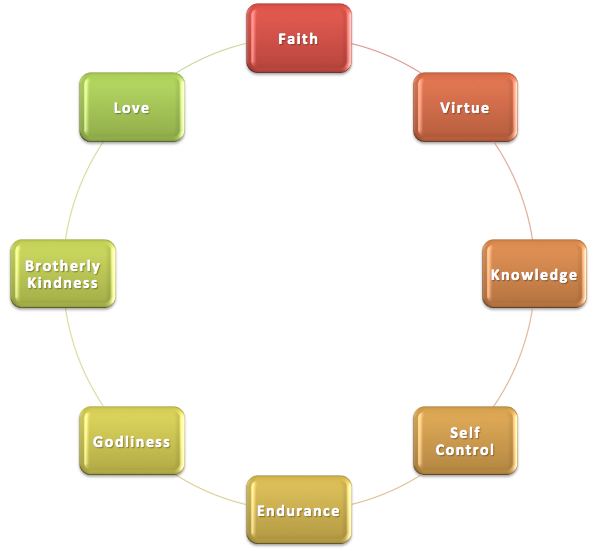 Faith
Virtue
Knowledge
Self
Control
Endurance
Godliness
Brotherly
Kindness
Love